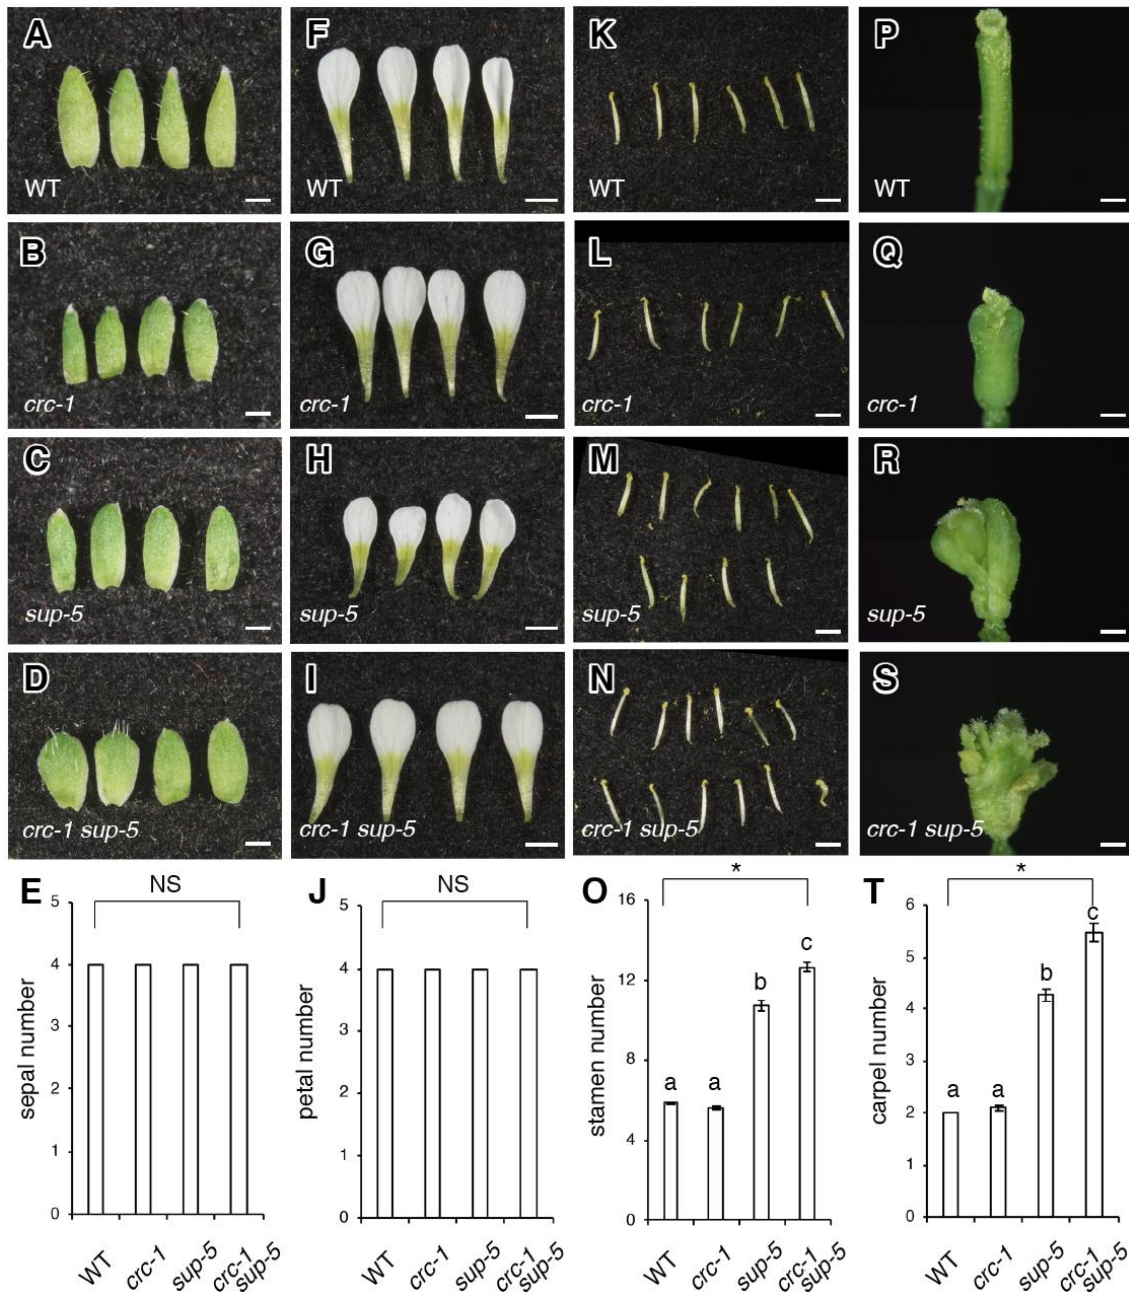 A
WT
F
WT
K
WT
P
WT
B
crc-1
G
crc-1
L
crc-1
Q
crc-1
C
sup-5
H
sup-5
M
sup-5
R
sup-5
D
crc-1 sup-5
I
crc-1 sup-5
N
crc-1 sup-5
S
crc-1 sup-5
E
NS
5
4
3
2
1
0
sepal number
WT
crc-1
sup-5
crc-1
sup-5
J
NS
5
4
3
2
1
0
petal number
WT
crc-1
sup-5
crc-1
sup-5
O
*
16
12
8
4
0
stamen number
a
a
b
c
WT
crc-1
sup-5
crc-1
sup-5
T
*
6
5
4
3
2
1
0
carpel number
a
a
b
c
WT
crc-1
sup-5
crc-1
sup-5